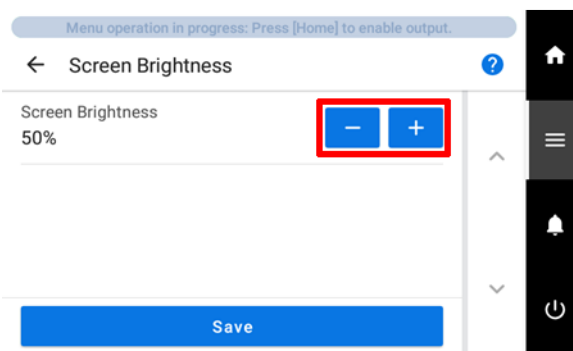 Menu operation in progress: Press [Home] to enable output.
Screen Brightness
Screen Brightness
50%
Save